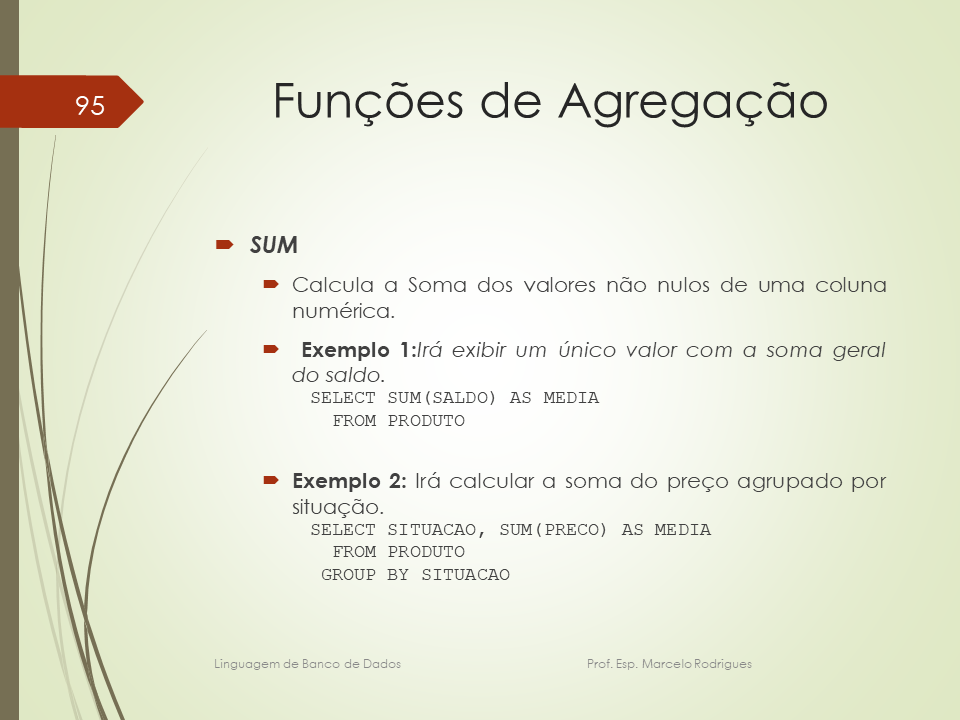 95
Funções de Agregação
SUM
Calcula a Soma dos valores não nulos de uma coluna
numérica.
Exemplo 1:Irá exibir um único valor com a soma geral
do saldo.
SELECT SUM(SALDO) AS MEDIA
FROM PRODUTO
Exemplo 2: Irá calcular a soma do preço agrupado por
situação.
SELECT SITUACAO, SUM(PRECO) AS MEDIA
FROM PRODUTO
GROUP BY SITUACAO
Linguagem de Banco de Dados Prof. Esp. Marcelo Rodrigues